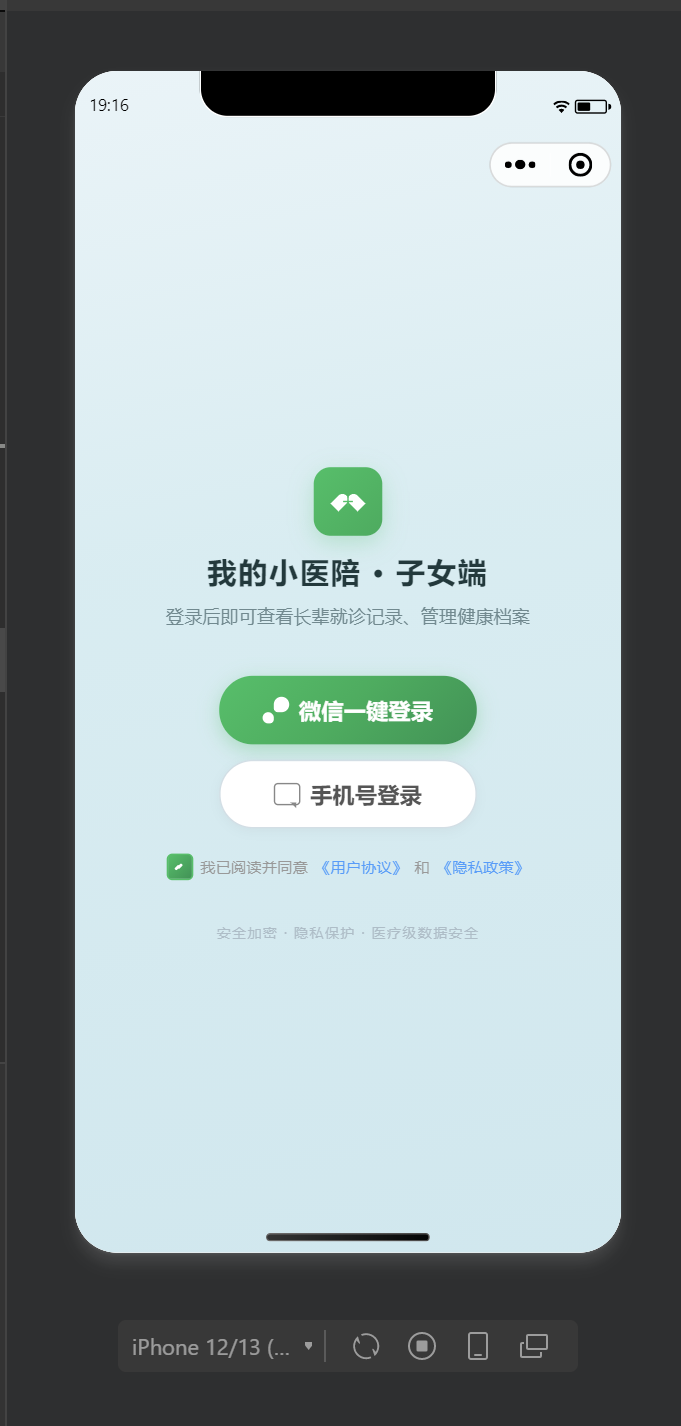 19:16
我的小医陪·子女端
登录后即可查看长辈就诊记录、管理健康档案
微信一键登录
手机号登录
我已阅读并同意 《用户协议》 和 《隐私政策》
安全加密·隐私保护·医疗级数据安全
iPhone 12/13 (...